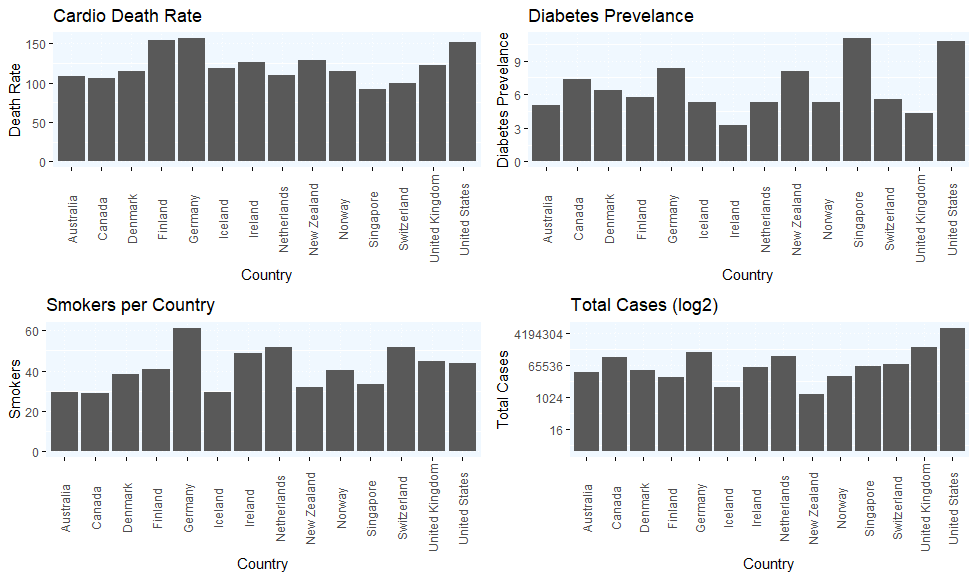 Cardio Death Rate
Death Rate
150
100
50
0
Australia
Canada
Denmark
Finland
Germany
Iceland
Ireland
Netherlands
New Zealand
Norway
Singapore
Switzerland
United Kingdom
United States
Country
Diabetes Prevelance
Diabetes Prevelance
9
6
3
0
Australia
Canada
Denmark
Finland
Germany
Iceland
Ireland
Netherlands
New Zealand
Norway
Singapore
Switzerland
United Kingdom
United States
Country
Smokers per Country
Smokers
60
40
20
0
Australia
Canada
Denmark
Finland
Germany
Iceland
Ireland
Netherlands
New Zealand
Norway
Singapore
Switzerland
United Kingdom
United States
Country
Total Cases (log2)
Total Cases
4194304
65536
1024
16
Australia
Canada
Denmark
Finland
Germany
Iceland
Ireland
Netherlands
New Zealand
Norway
Singapore
Switzerland
United Kingdom
United States
Country